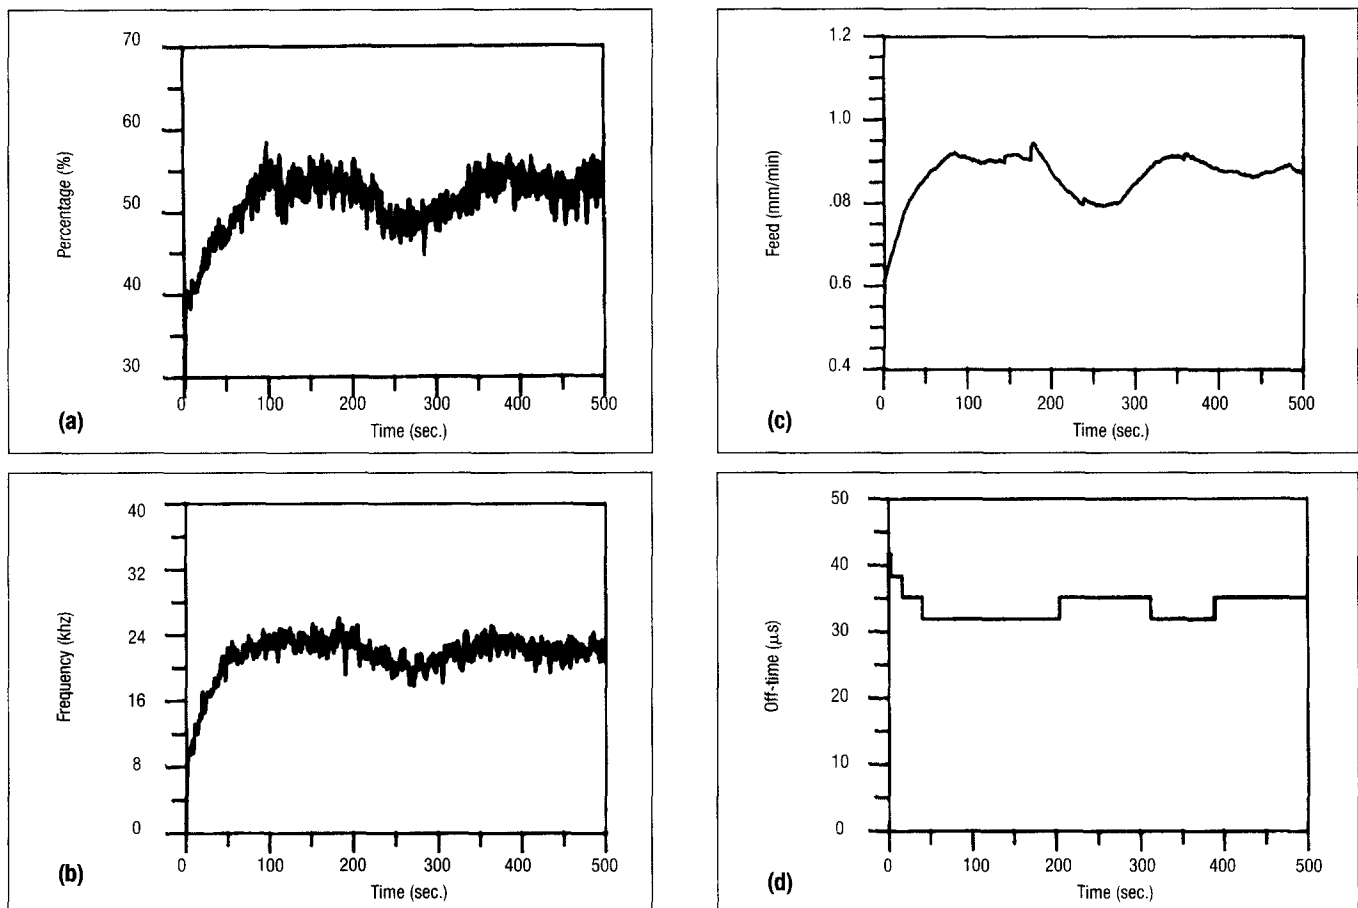 70
60
50
40
30
Percentage (%)
0 100 200 300 400 500
Time (sec.)
(a)
1.2
1.0
0.08
0.6
0.4
Feed (mm/min)
0 100 200 300 400 500
Time (sec.)
(c)
40
32
24
16
8
0
Frequency (khz)
0 100 200 300 400 500
Time (sec.)
(b)
50
40
30
20
10
0
Off-time (μs)
0 100 200 300 400 500
Time (sec.)
(d)